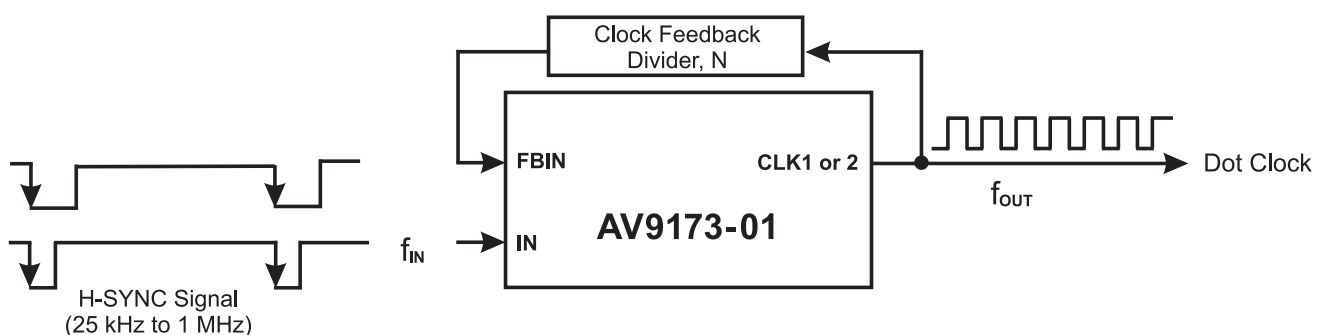 Clock Feedback
Divider, N
FBIN
CLK1 or 2
Dot Clock
fOUT
AV9173-01
fIN
IN
H-SYNC Signal
(25 kHz to 1 MHz)